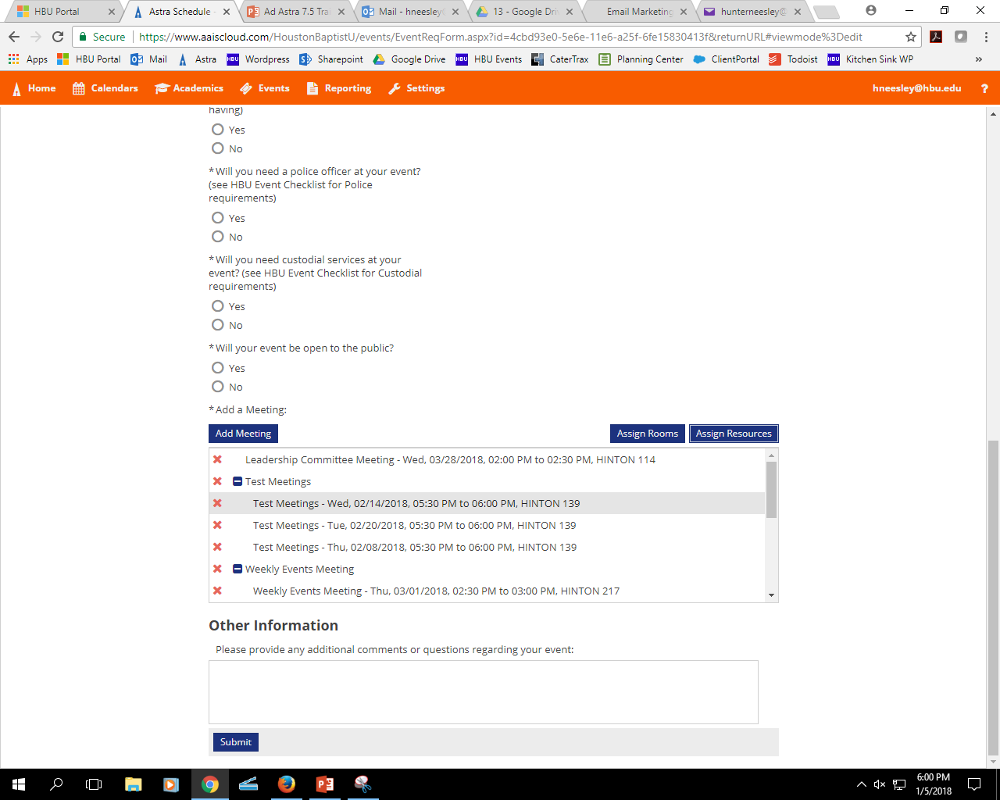 HBU Portal
Astra Schedule -
Ad Astra 7.5 Trai
Mail - hneesley@
13 - Google Dri
Email Marketing
hunterneesley@
Secure
https://www.aaiscloud.com/HoustonBaptistU/events/EventReqForm.aspx?id=4cbd93e0-5e6e-11e6-a25f-6fe15830413f&returnURL#viewmode%3Dedit
Apps
HBU Portal
Mail
Astra
HBU Wordpress
Sharepoint
Google Drive
HBU HBU Events
CaterTrax
Planning Center
ClientPortal
Todoist
HBU Kitchen Sink WP
»
Home
Calendars
Academics
Events
Reporting
Settings
hneesley@hbu.edu
?
having)
Yes
No
*Will you need a police officer at your event?
(see HBU Event Checklist for Police
requirements)
Yes
No
*Will you need custodial services at your
event? (see HBU Event Checklist for Custodial
requirements)
Yes
No
*Will your event be open to the public?
Yes
No
*Add a Meeting:
Add Meeting
Assign Rooms
Assign Resources
Leadership Committee Meeting - Wed, 03/28/2018, 02:00 PM to 02:30 PM, HINTON 114
Test Meetings
Test Meetings - Wed, 02/14/2018, 05:30 PM to 06:00 PM, HINTON 139
Test Meetings - Tue, 02/20/2018, 05:30 PM to 06:00 PM, HINTON 139
Test Meetings - Thu, 02/08/2018, 05:30 PM to 06:00 PM, HINTON 139
Weekly Events Meeting
Weekly Events Meeting - Thu, 03/01/2018, 02:30 PM to 03:00 PM, HINTON 217
Other Information
Please provide any additional comments or questions regarding your event:
Submit
6:00 PM
1/5/2018